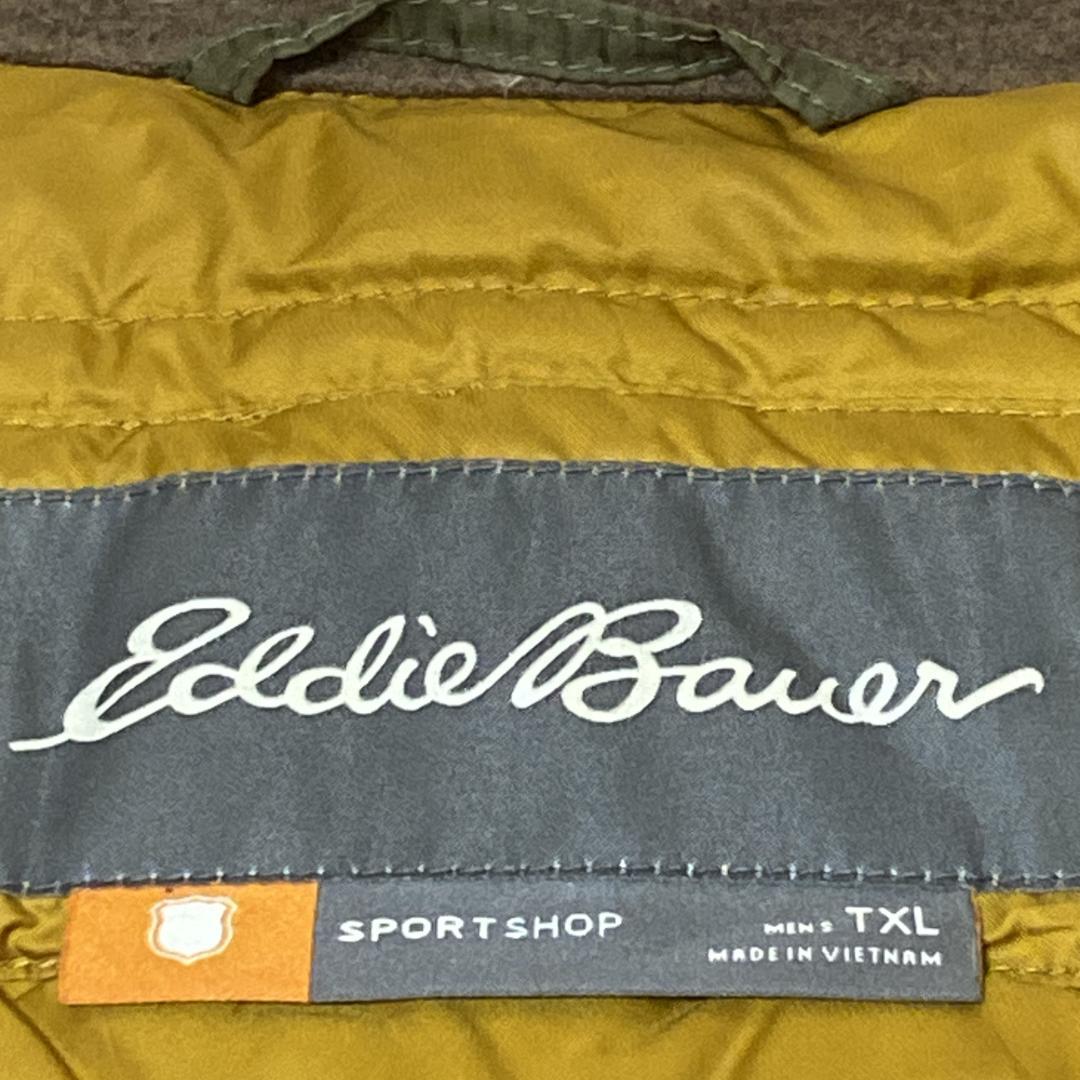 Eddie Bauer
SPORTSHOP
MEN'S TXL
MADE IN VIETNAM